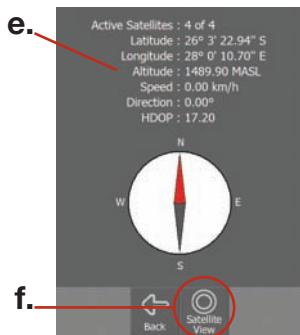 e.
Active Satellites : 4 of 4
Latitude : 26° 3' 22.94" S
Longitude : 28° 0' 10.70" E
Altitude : 1489.90 MASL
Speed : 0.00 km/h
Direction : 0.00°
HDOP : 17.20
N
W E
S
f.
Back
Satellite
View